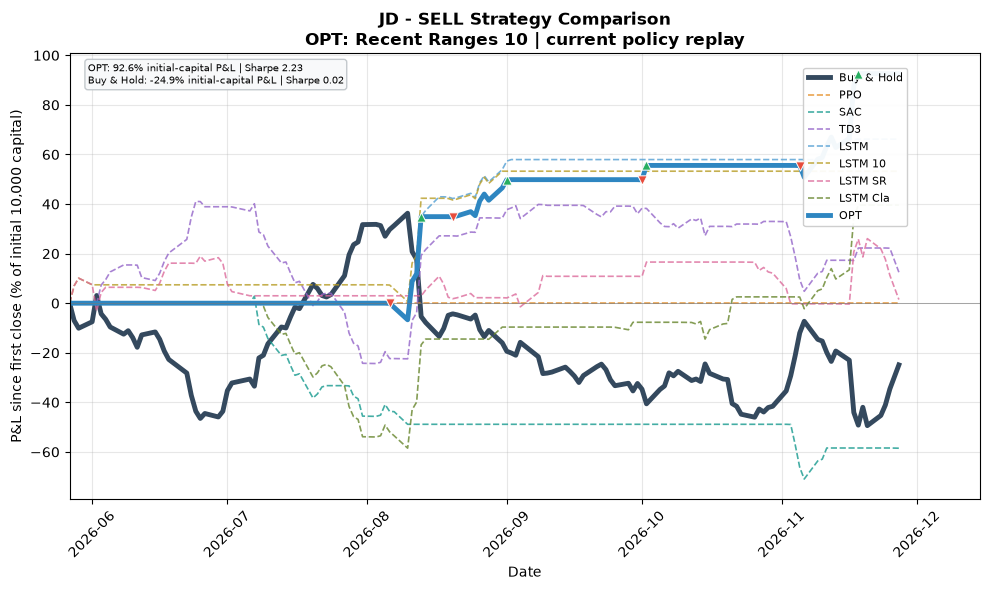 JD - SELL Strategy Comparison
OPT: Recent Ranges 10 | current policy replay
OPT: 92.6% initial-capital P&L | Sharpe 2.23
Buy & Hold: -24.9% initial-capital P&L | Sharpe 0.02
P&L since first close (% of initial 10,000 capital)
100
80
60
40
20
0
−20
−40
−60
Buy & Hold
PPO
SAC
TD3
LSTM
LSTM 10
LSTM SR
LSTM Cla
OPT
2026-06
2026-07
2026-08
2026-09
2026-10
2026-11
2026-12
Date